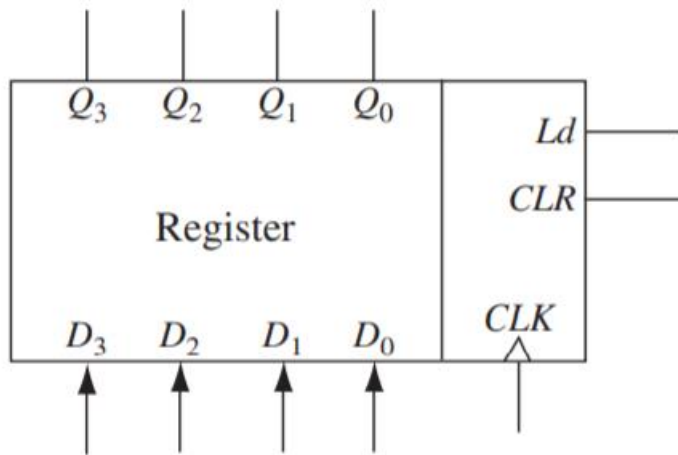 Q₃ Q₂ Q₁ Q₀
Ld
CLR
Register
CLK
D₃ D₂ D₁ D₀